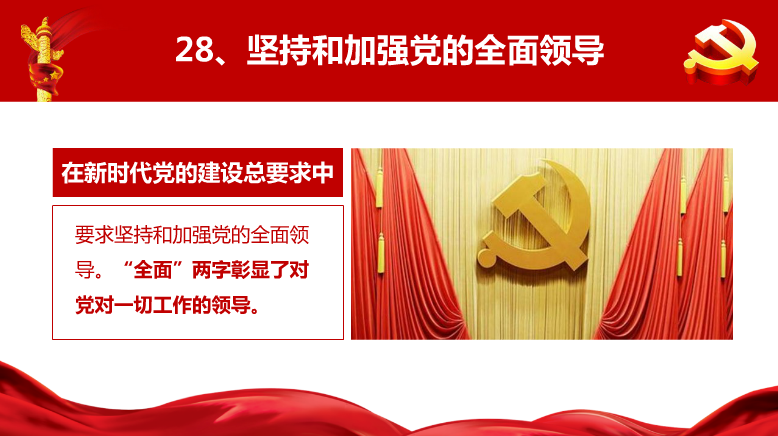 28、坚持和加强党的全面领导
在新时代党的建设总要求中
要求坚持和加强党的全面领
导。“全面”两字彰显了对
党对一切工作的领导。